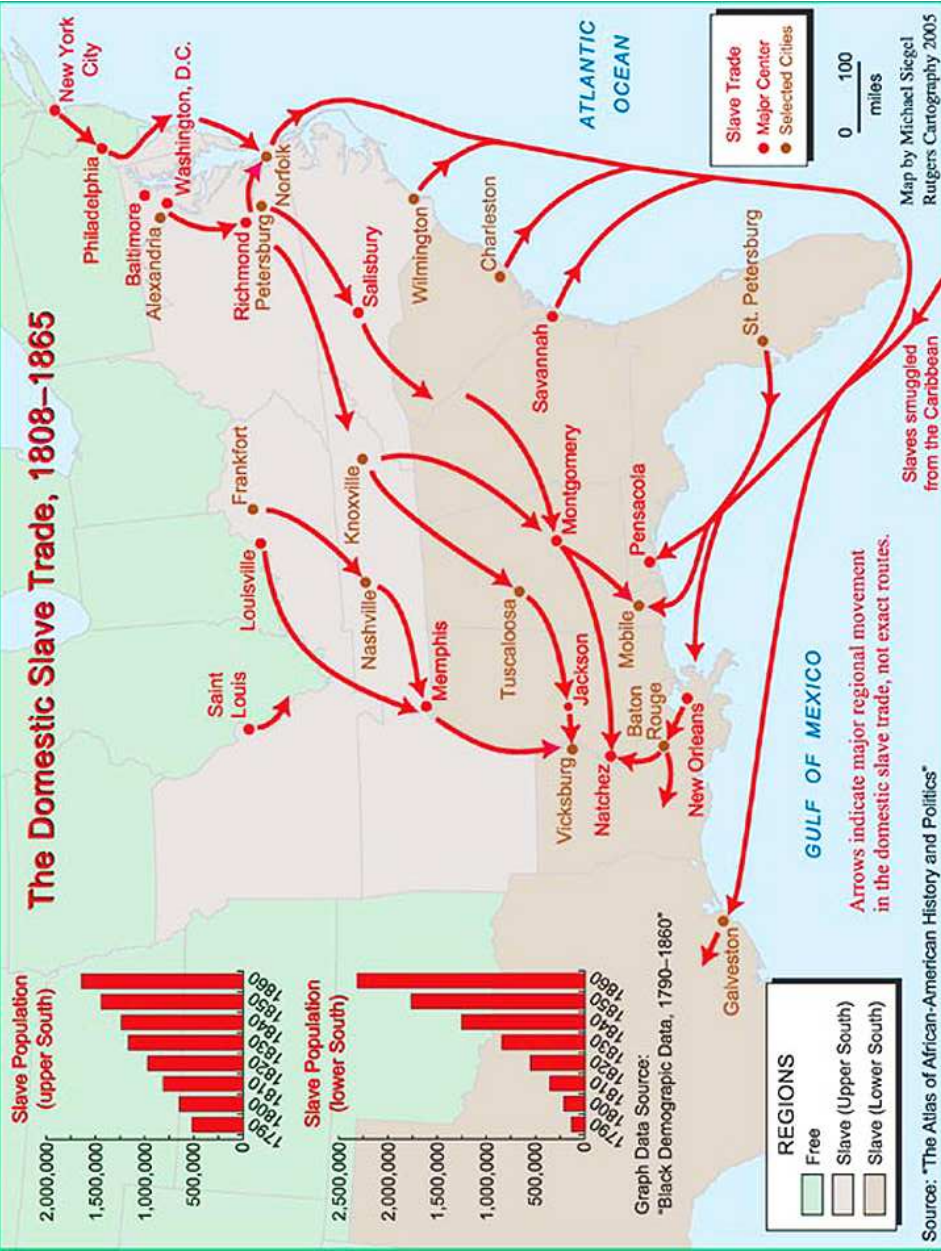 The Domestic Slave Trade, 1808–1865
Slave Population
(upper South)
2,000,000
1,500,000
1,000,000
500,000
0
1790
1800
1810
1820
1830
1840
1850
1860
Slave Population
(lower South)
2,500,000
2,000,000
1,500,000
1,000,000
500,000
0
1790
1800
1810
1820
1830
1840
1850
1860
Graph Data Source:
"Black Demographic Data, 1790–1860"
REGIONS
Free
Slave (Upper South)
Slave (Lower South)
Saint
Louis
Louisville
Frankfort
Nashville
Knoxville
Memphis
Tuscaloosa
Jackson
Vicksburg
Natchez
Baton
Rouge
New Orleans
Mobile
Pensacola
Montgomery
Galveston
New York
City
Philadelphia
Baltimore
Washington, D.C.
Alexandria
Richmond
Petersburg
Norfolk
Salisbury
Wilmington
Charleston
Savannah
St. Petersburg
ATLANTIC
OCEAN
GULF OF MEXICO
Slave Trade
Major Center
Selected Cities
0 100
miles
Slaves smuggled
from the Caribbean
Arrows indicate major regional movement
in the domestic slave trade, not exact routes.
Map by Michael Siegel
Rutgers Cartography 2005
Source: "The Atlas of African-American History and Politics"